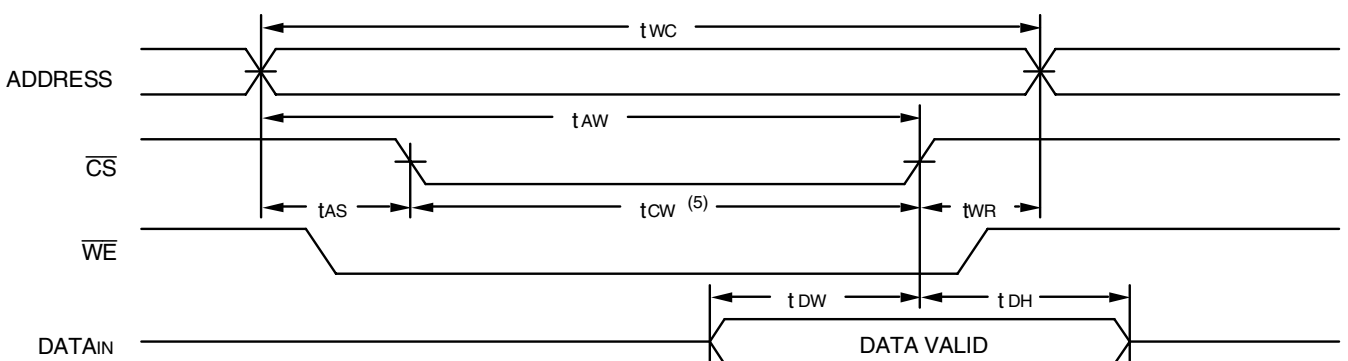 tWC
ADDRESS
tAW
CS
tAS
tCW (5)
tWR
WE
tDW
tDH
DATAIN
DATA VALID